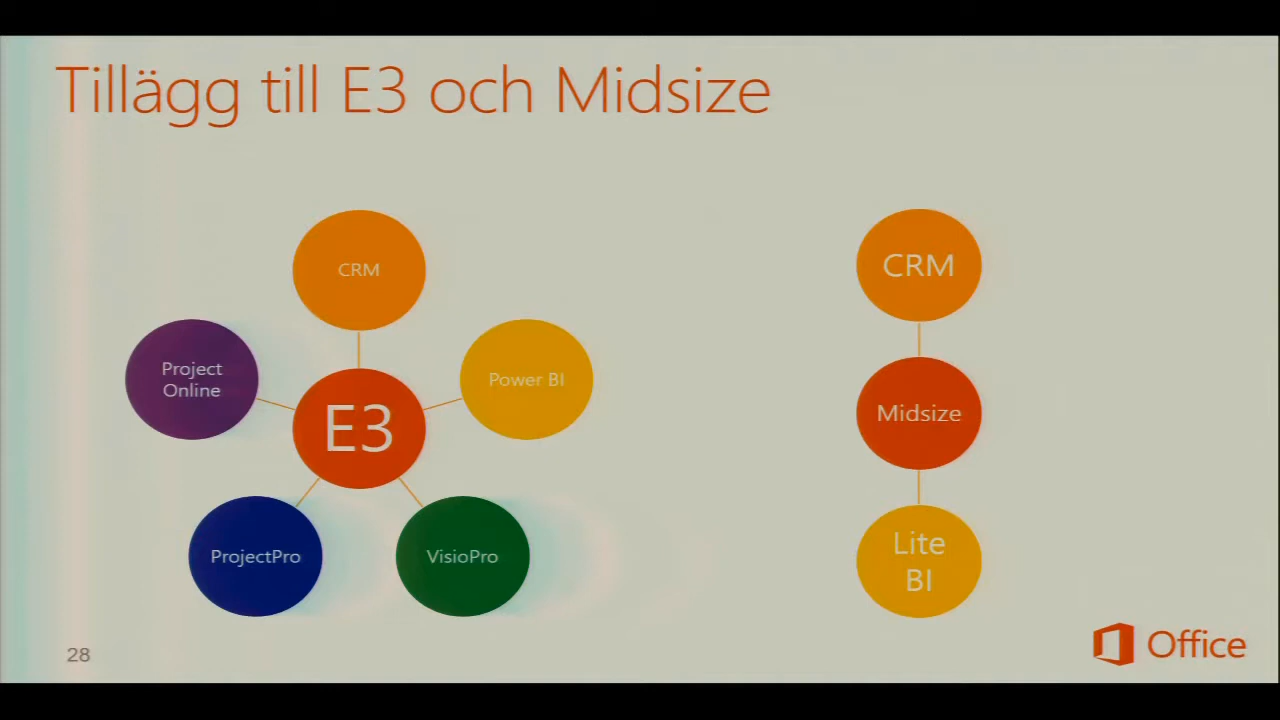 Tillägg till E3 och Midsize
CRM
Project
Online
Power BI
E3
ProjectPro
VisioPro
CRM
Midsize
Lite
BI
28
Office